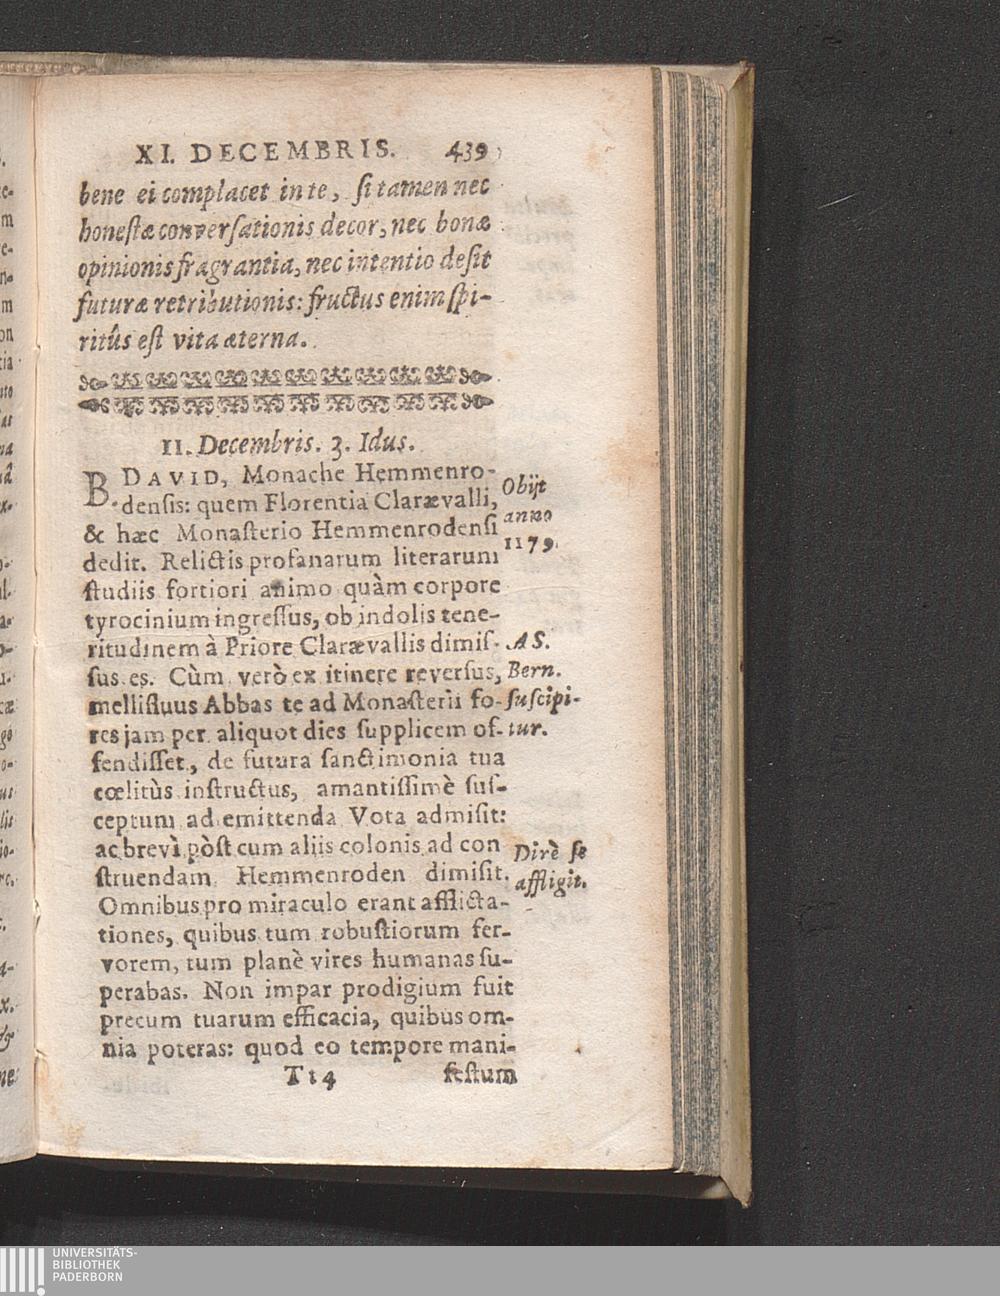 XI. DECEMBRIS. 439
bene ei complacet in te, si tamen nec
honestæ conversationis decor, nec bonæ
opinionis fragrantia, nec intentio desit
futuræ retributionis: fructus enim spi-
ritûs est vita æterna.
11. Decembris. 3. Idus.
B. DAVID, Monache Hemmenro-
densis: quem Florentia Clarævalli,
& hæc Monasterio Hemmenrodensi
dedit. Relictis profanarum literarum
studiis fortiori animo quàm corpore
tyrocinium ingressus, ob indolis tene-
ritudinem à Priore Clarævallis dimis-
sus es. Cùm verò ex itinere reversus,
mellifluus Abbas te ad Monasterii fo-
res jam per aliquot dies supplicem of-
fendisset, de futura sanctimonia tua
cœlitùs instructus, amantissimè sus-
ceptum ad emittenda Vota admisit:
ac brevì pòst cum aliis colonis ad con
struendam Hemmenroden dimisit.
Omnibus pro miraculo erant afflicta-
tiones, quibus tum robustiorum fer-
vorem, tum planè vires humanas su-
perabas. Non impar prodigium fuit
precum tuarum efficacia, quibus om-
nia poteras: quod eo tempore mani-
Tt4 festum
Obijt
anno
1179.
A S.
Bern.
suscipi-
tur.
Dirè se
affligit.
UNIVERSITÄTS-
BIBLIOTHEK
PADERBORN